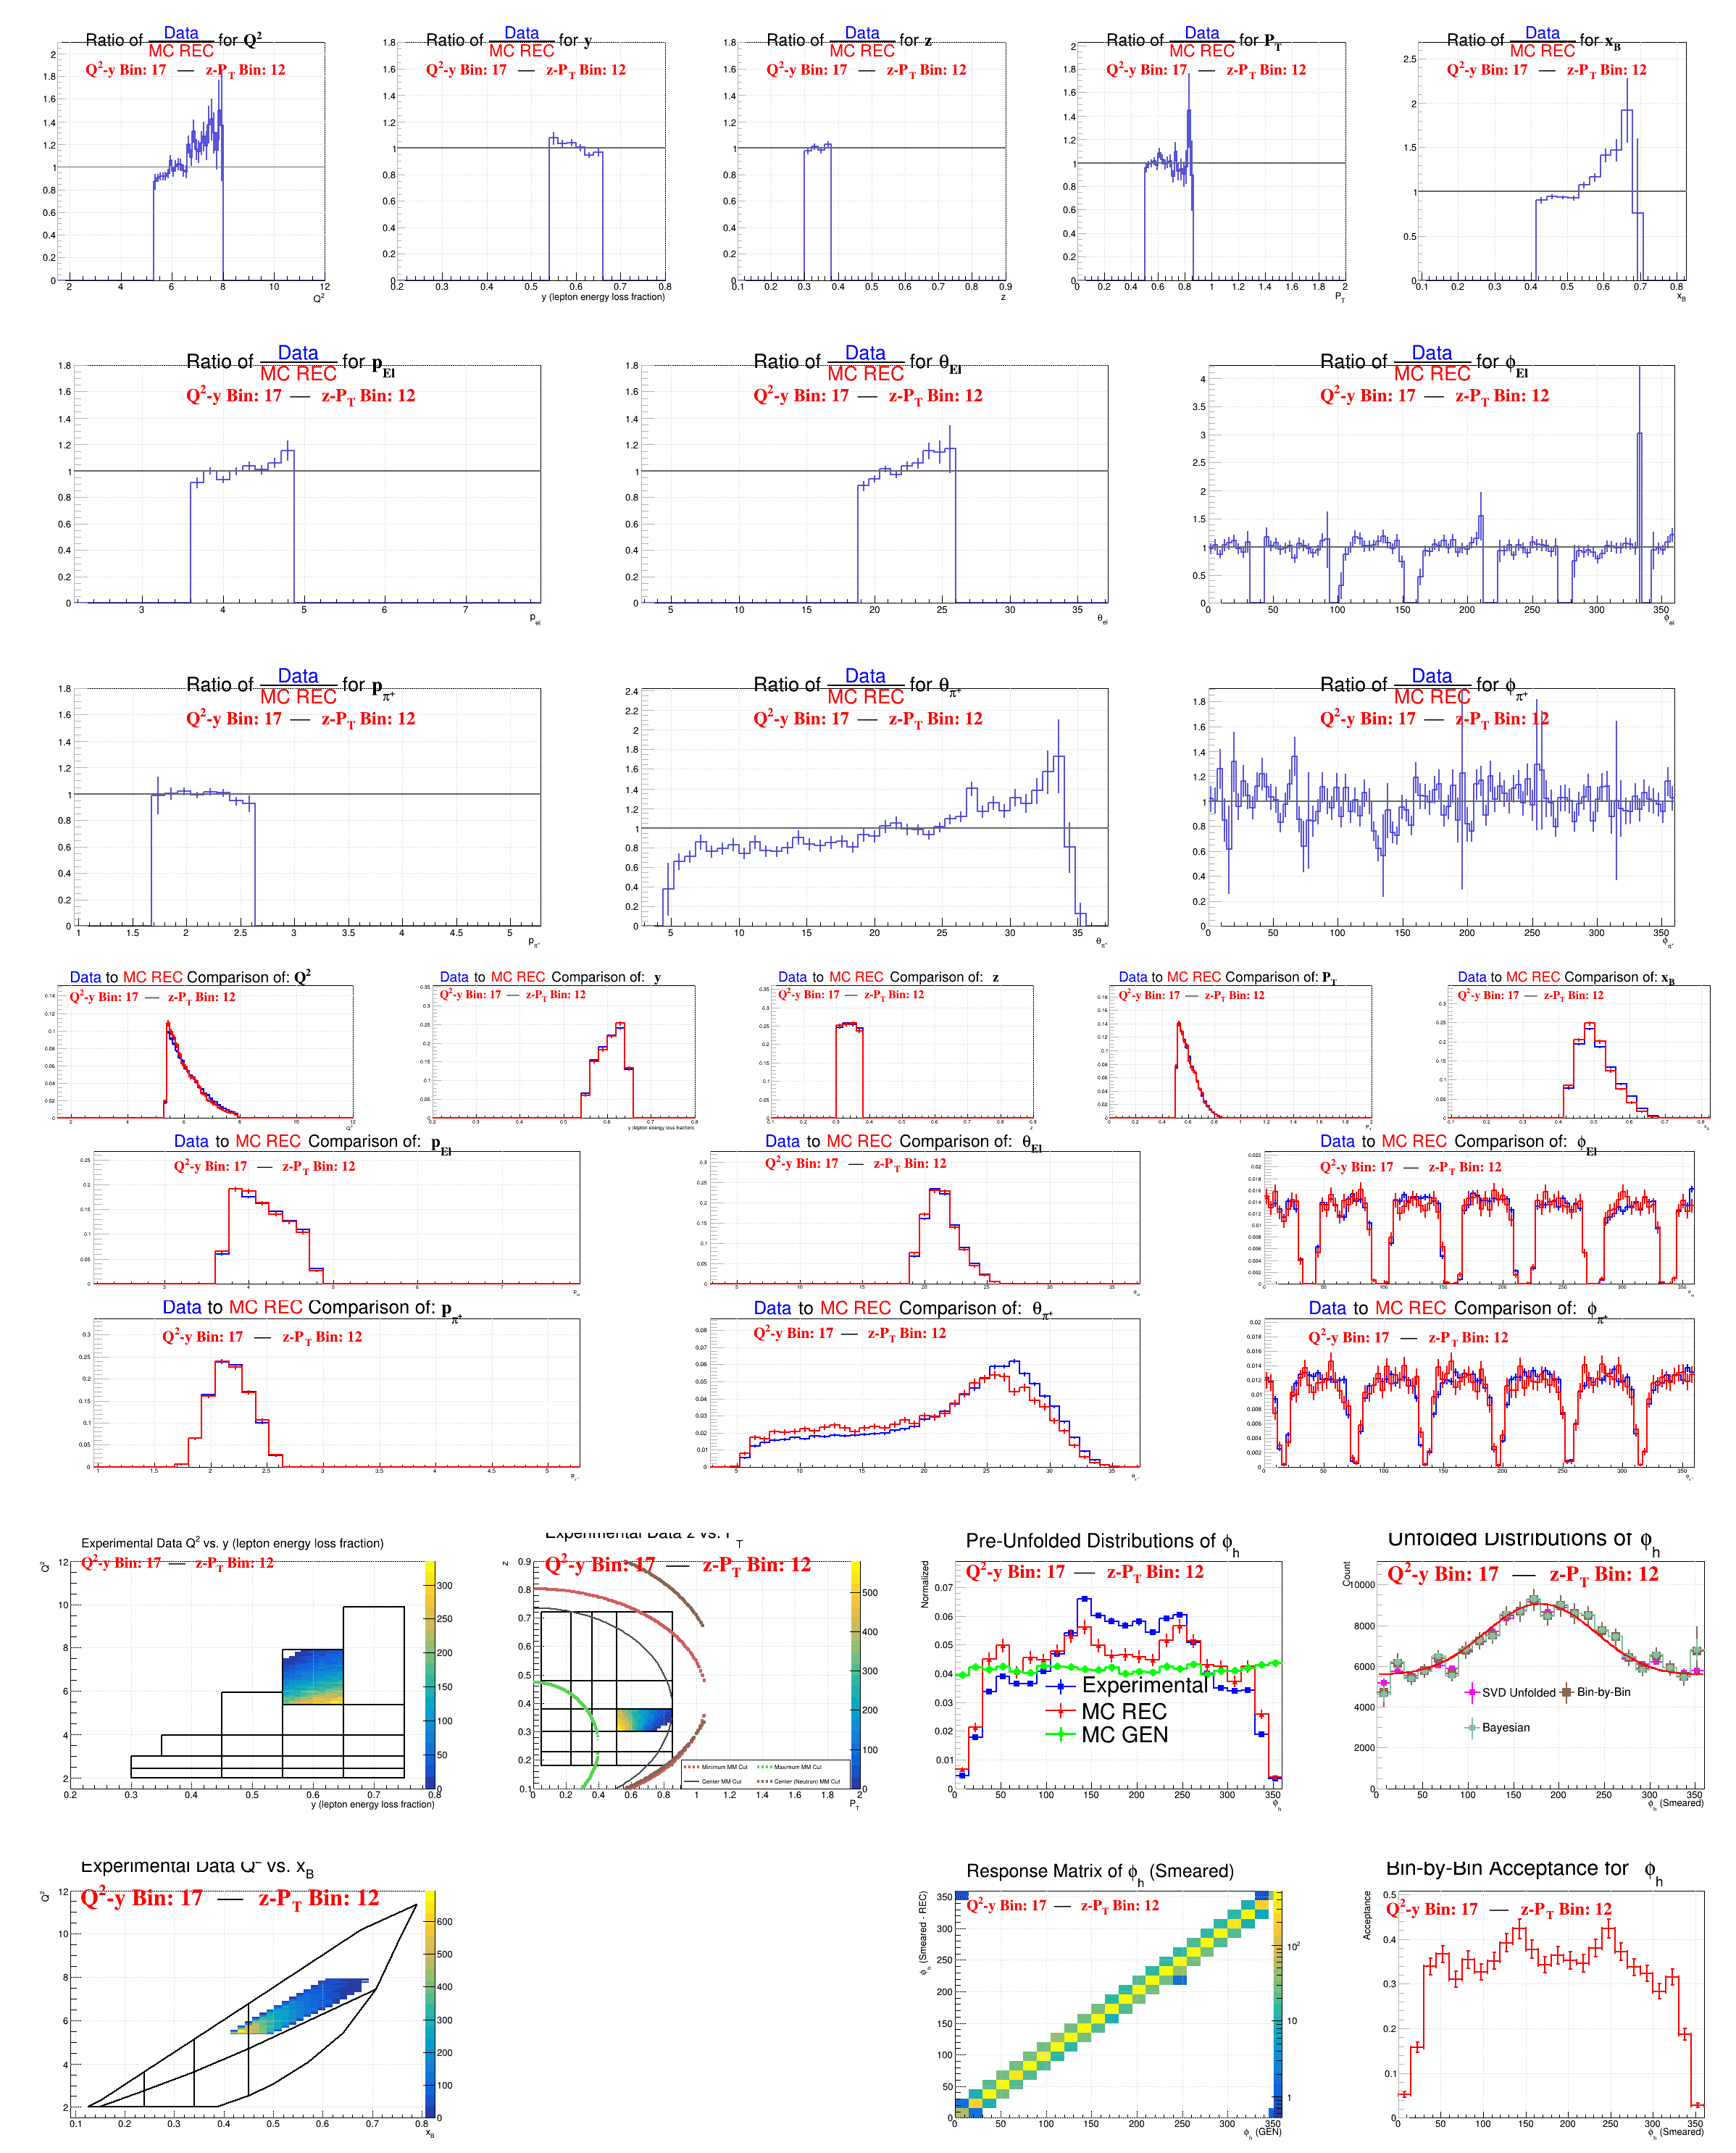 Ratio of Data/MC REC for Q²
Q²-y Bin: 17 — z-P_T Bin: 12
Q²
Ratio of Data/MC REC for y
Q²-y Bin: 17 — z-P_T Bin: 12
y (lepton energy loss fraction)
Ratio of Data/MC REC for z
Q²-y Bin: 17 — z-P_T Bin: 12
z
Ratio of Data/MC REC for P_T
Q²-y Bin: 17 — z-P_T Bin: 12
P_T
Ratio of Data/MC REC for x_B
Q²-y Bin: 17 — z-P_T Bin: 12
x_B
Ratio of Data/MC REC for p_El
Q²-y Bin: 17 — z-P_T Bin: 12
p_el
Ratio of Data/MC REC for θ_El
Q²-y Bin: 17 — z-P_T Bin: 12
θ_el
Ratio of Data/MC REC for ϕ_El
Q²-y Bin: 17 — z-P_T Bin: 12
ϕ_el
Ratio of Data/MC REC for p_π⁺
Q²-y Bin: 17 — z-P_T Bin: 12
p_π⁺
Ratio of Data/MC REC for θ_π⁺
Q²-y Bin: 17 — z-P_T Bin: 12
θ_π⁺
Ratio of Data/MC REC for ϕ_π⁺
Q²-y Bin: 17 — z-P_T Bin: 12
ϕ_π⁺
Data to MC REC Comparison of: Q²
Q²-y Bin: 17 — z-P_T Bin: 12
Data to MC REC Comparison of: y
Q²-y Bin: 17 — z-P_T Bin: 12
y (lepton energy loss fraction)
Data to MC REC Comparison of: z
Q²-y Bin: 17 — z-P_T Bin: 12
Data to MC REC Comparison of: P_T
Q²-y Bin: 17 — z-P_T Bin: 12
Data to MC REC Comparison of: x_B
Q²-y Bin: 17 — z-P_T Bin: 12
Data to MC REC Comparison of: p_El
Q²-y Bin: 17 — z-P_T Bin: 12
Data to MC REC Comparison of: θ_El
Q²-y Bin: 17 — z-P_T Bin: 12
Data to MC REC Comparison of: ϕ_El
Q²-y Bin: 17 — z-P_T Bin: 12
Data to MC REC Comparison of: p_π⁺
Q²-y Bin: 17 — z-P_T Bin: 12
Data to MC REC Comparison of: θ_π⁺
Q²-y Bin: 17 — z-P_T Bin: 12
Data to MC REC Comparison of: ϕ_π⁺
Q²-y Bin: 17 — z-P_T Bin: 12
Experimental Data Q² vs. y (lepton energy loss fraction)
Q²-y Bin: 17 — z-P_T Bin: 12
Q²
y (lepton energy loss fraction)
Experimental Data z vs. P_T
Q²-y Bin: 17 — z-P_T Bin: 12
z
Minimum MM Cut
Maximum MM Cut
Center MM Cut
Center (Neutron) MM Cut
P_T
Pre-Unfolded Distributions of ϕ_h
Q²-y Bin: 17 — z-P_T Bin: 12
Normalized
Experimental
MC REC
MC GEN
ϕ_h
Unfolded Distributions of ϕ_h
Q²-y Bin: 17 — z-P_T Bin: 12
Count
SVD Unfolded
Bin-by-Bin
Bayesian
ϕ_h (Smeared)
Experimental Data Q² vs. x_B
Q²-y Bin: 17 — z-P_T Bin: 12
Q²
x_B
Response Matrix of ϕ_h (Smeared)
Q²-y Bin: 17 — z-P_T Bin: 12
ϕ_h (Smeared - REC)
ϕ_h (GEN)
Bin-by-Bin Acceptance for ϕ_h
Q²-y Bin: 17 — z-P_T Bin: 12
Acceptance
ϕ_h (Smeared)